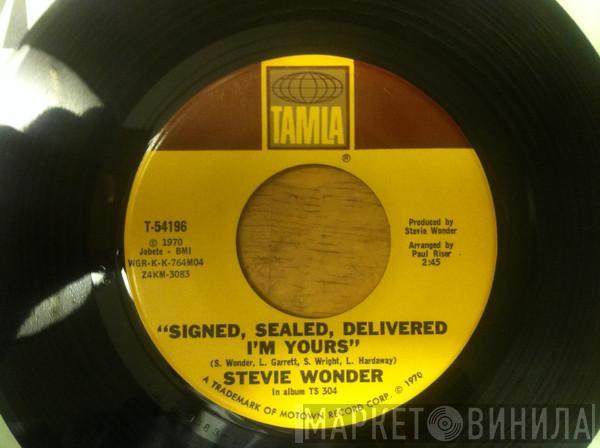 TAMLA
®
T-54196
© 1970
Jobete - BMI
WGR-K-K-764M04
Z4KM-3083
Produced by
Stevie Wonder
Arranged by
Paul Riser
2:45
"SIGNED, SEALED, DELIVERED
I'M YOURS"
(S. Wonder, L. Garrett, S. Wright, L. Hardaway)
STEVIE WONDER
In album TS 304
A TRADEMARK OF MOTOWN RECORD CORP. © 1970
МАРКЕТ ВИНИЛА